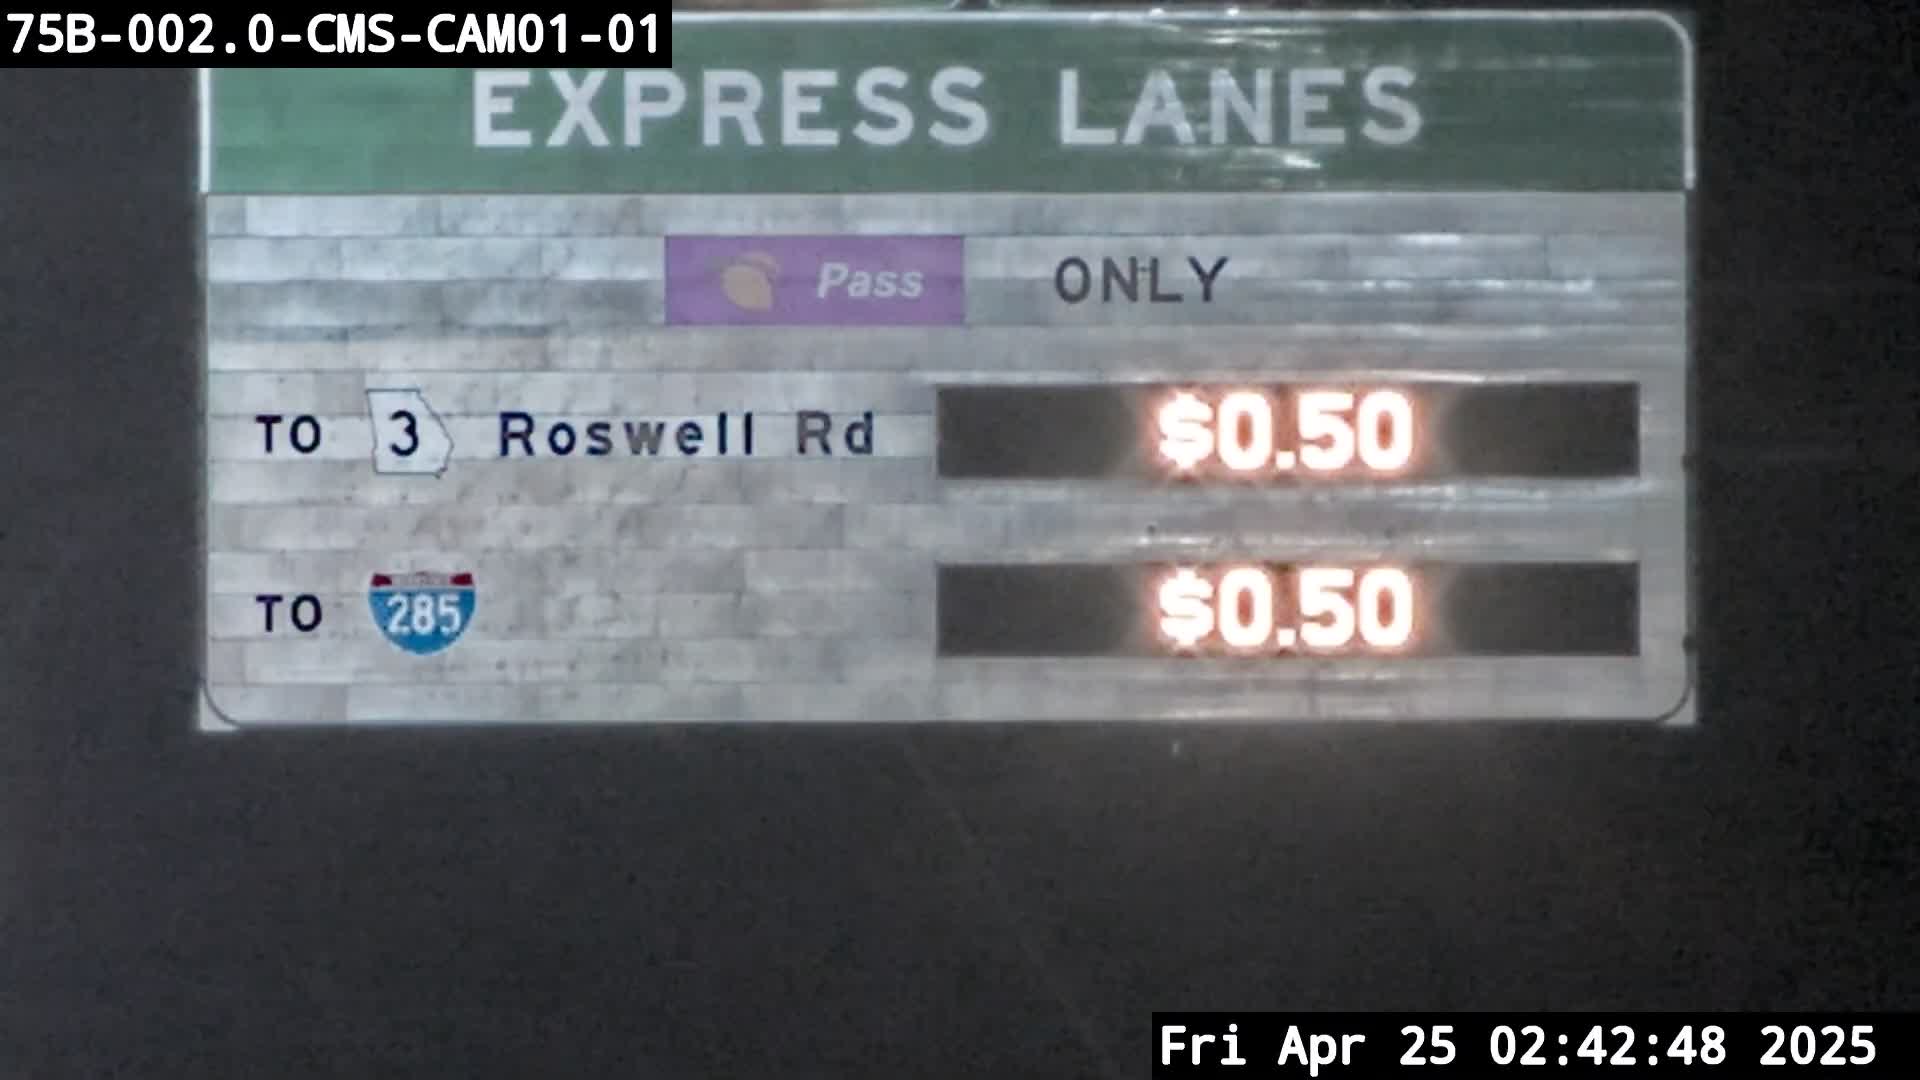 75B-002.0-CMS-CAM01-01
EXPRESS LANES
Pass ONLY
TO 3 Roswell Rd $0.50
TO 285 $0.50
Fri Apr 25 02:42:48 2025